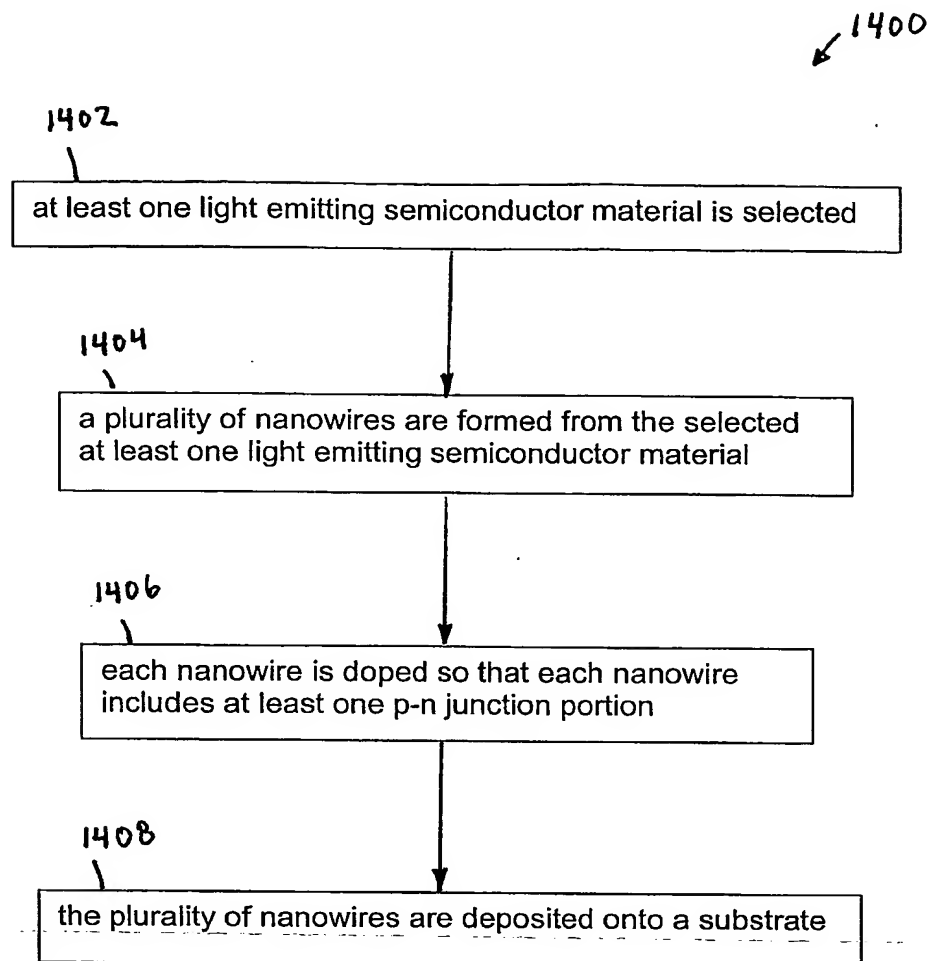 1400
1402
at least one light emitting semiconductor material is selected
1404
a plurality of nanowires are formed from the selected
at least one light emitting semiconductor material
1406
each nanowire is doped so that each nanowire
includes at least one p-n junction portion
1408
the plurality of nanowires are deposited onto a substrate